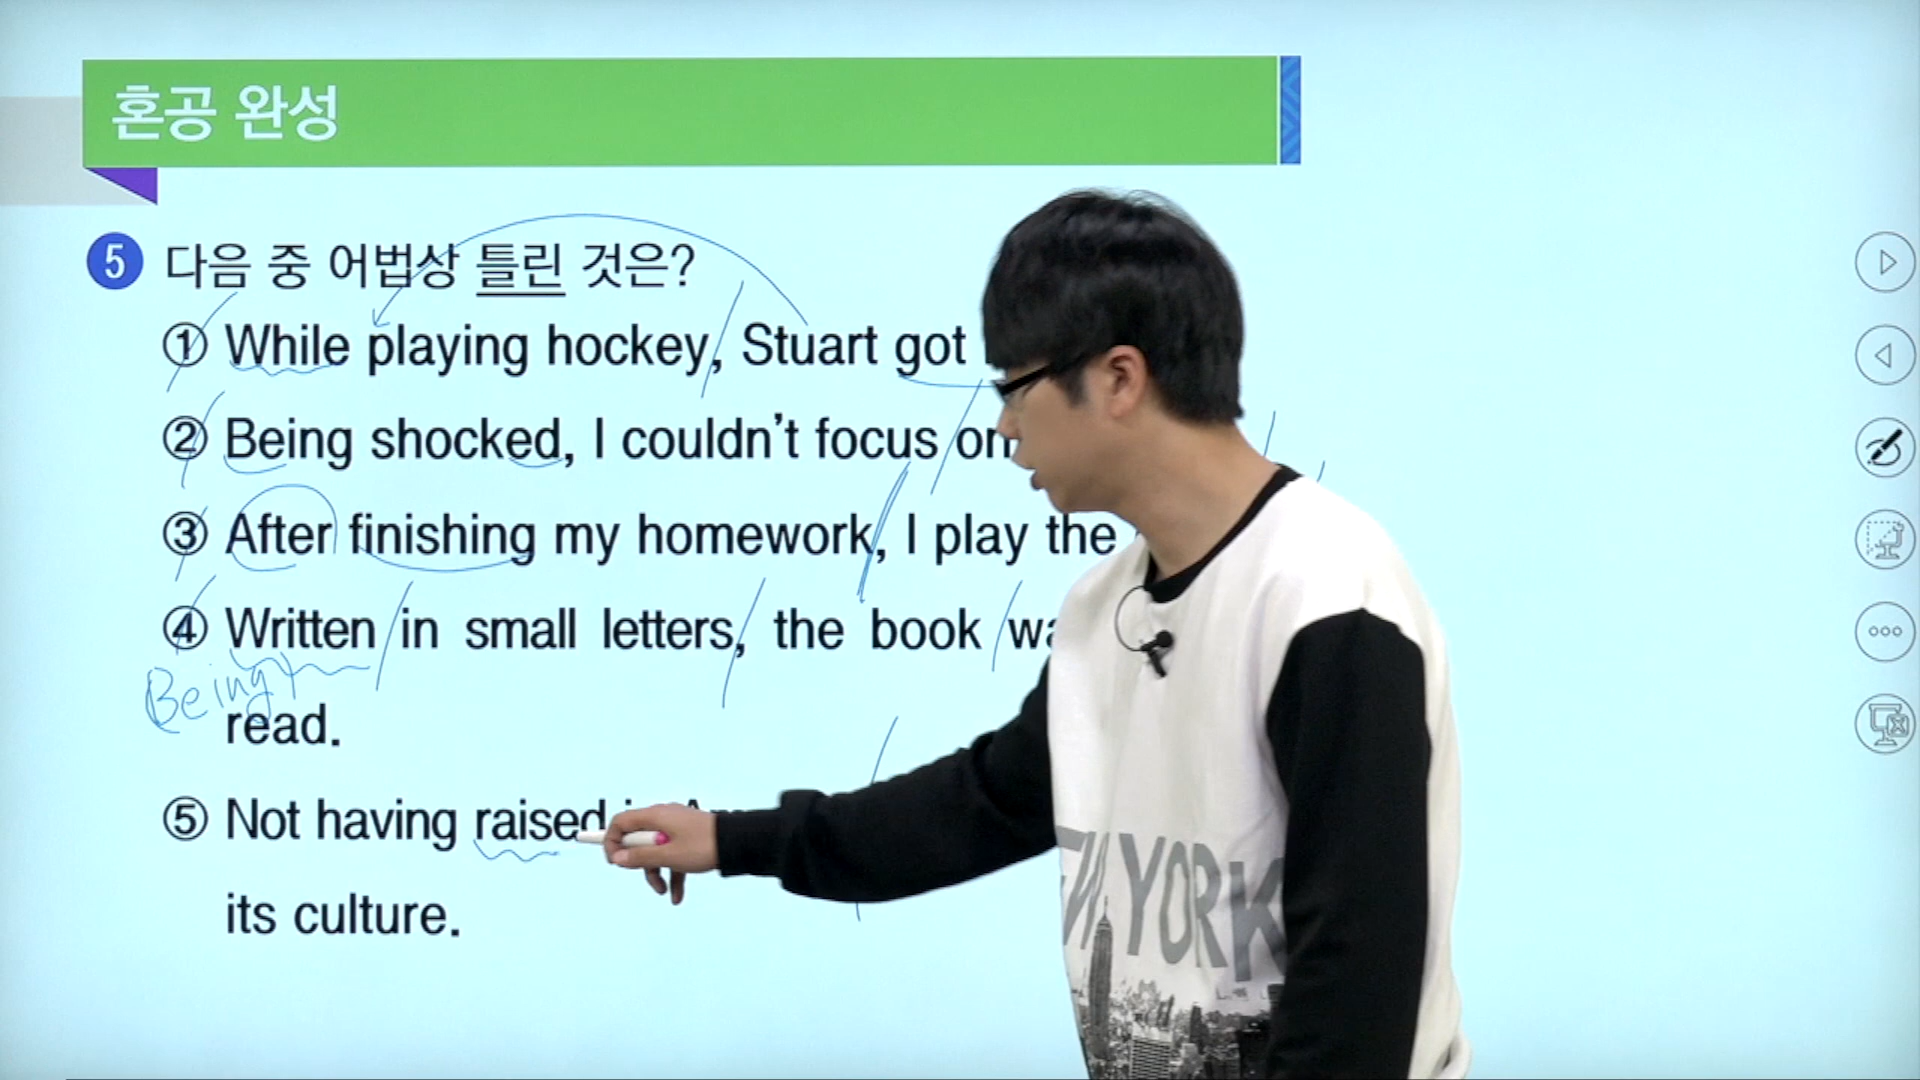 혼공 완성
5 다음 중 어법상 틀린 것은?
① While playing hockey, Stuart got
② Being shocked, I couldn't focus on
③ After finishing my homework, I play the
④ Written in small letters, the book
Being
read.
⑤ Not having raised
its culture.
YORK